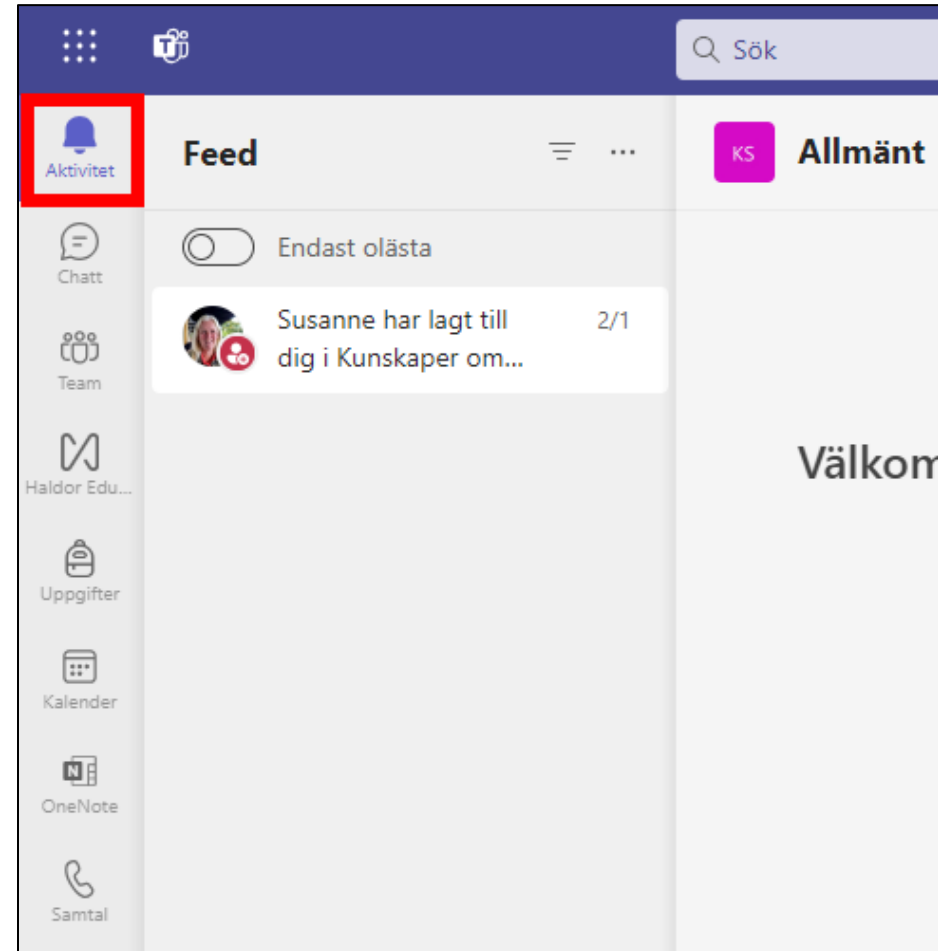 Sök
Aktivitet
Feed
KS
Allmänt
Endast olästa
Chatt
Susanne har lagt till
2/1
dig i Kunskaper om...
Team
Haldor Edu...
Välkom
Uppgifter
Kalender
OneNote
Samtal